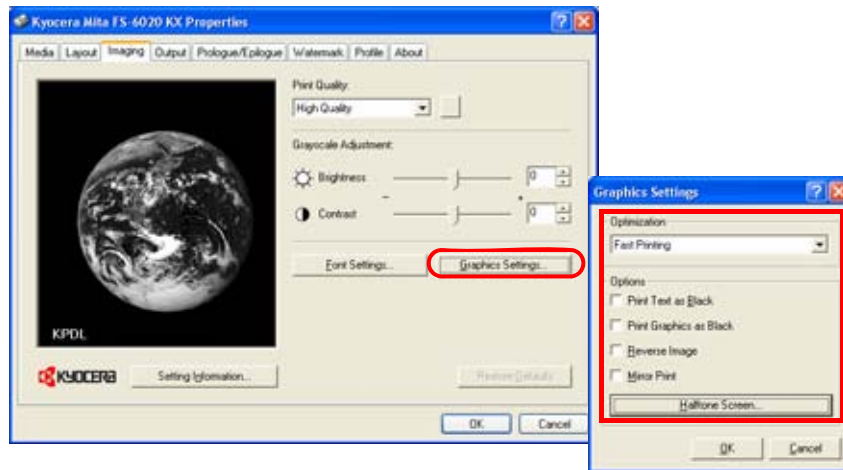 Kyocera Mita FS-6020 KX Properties
Media Layout Imaging Output Prologue/Epilogue Watermark Profile About
Print Quality:
High Quality
Grayscale Adjustment:
Brightness 0
Contrast 0
Font Settings... Graphics Settings...
KPDL
KYOCERA Setting Information... Restore Defaults
OK Cancel
Graphics Settings
Optimization
Fast Printing
Options
Print Text as Black
Print Graphics as Black
Reverse Image
Mirror Print
Halftone Screen...
OK Cancel